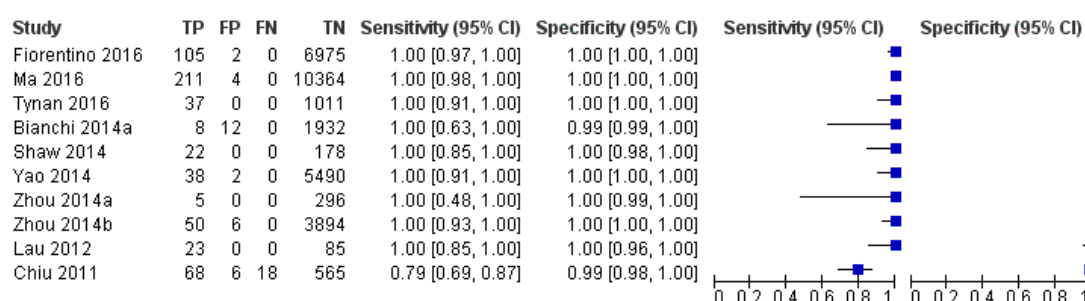 Study TP FP FN TN Sensitivity (95% CI) Specificity (95% CI) Sensitivity (95% CI) Specificity (95% CI)
Fiorentino 2016 105 2 0 6975 1.00 [0.97, 1.00] 1.00 [1.00, 1.00]
Ma 2016 211 4 0 10364 1.00 [0.98, 1.00] 1.00 [1.00, 1.00]
Tynan 2016 37 0 0 1011 1.00 [0.91, 1.00] 1.00 [1.00, 1.00]
Bianchi 2014a 8 12 0 1932 1.00 [0.63, 1.00] 0.99 [0.99, 1.00]
Shaw 2014 22 0 0 178 1.00 [0.85, 1.00] 1.00 [0.98, 1.00]
Yao 2014 38 2 0 5490 1.00 [0.91, 1.00] 1.00 [1.00, 1.00]
Zhou 2014a 5 0 0 296 1.00 [0.48, 1.00] 1.00 [0.99, 1.00]
Zhou 2014b 50 6 0 3894 1.00 [0.93, 1.00] 1.00 [1.00, 1.00]
Lau 2012 23 0 0 85 1.00 [0.85, 1.00] 1.00 [0.96, 1.00]
Chiu 2011 68 6 18 565 0.79 [0.69, 0.87] 0.99 [0.98, 1.00]
0 0.2 0.4 0.6 0.8 1 0 0.2 0.4 0.6 0.8